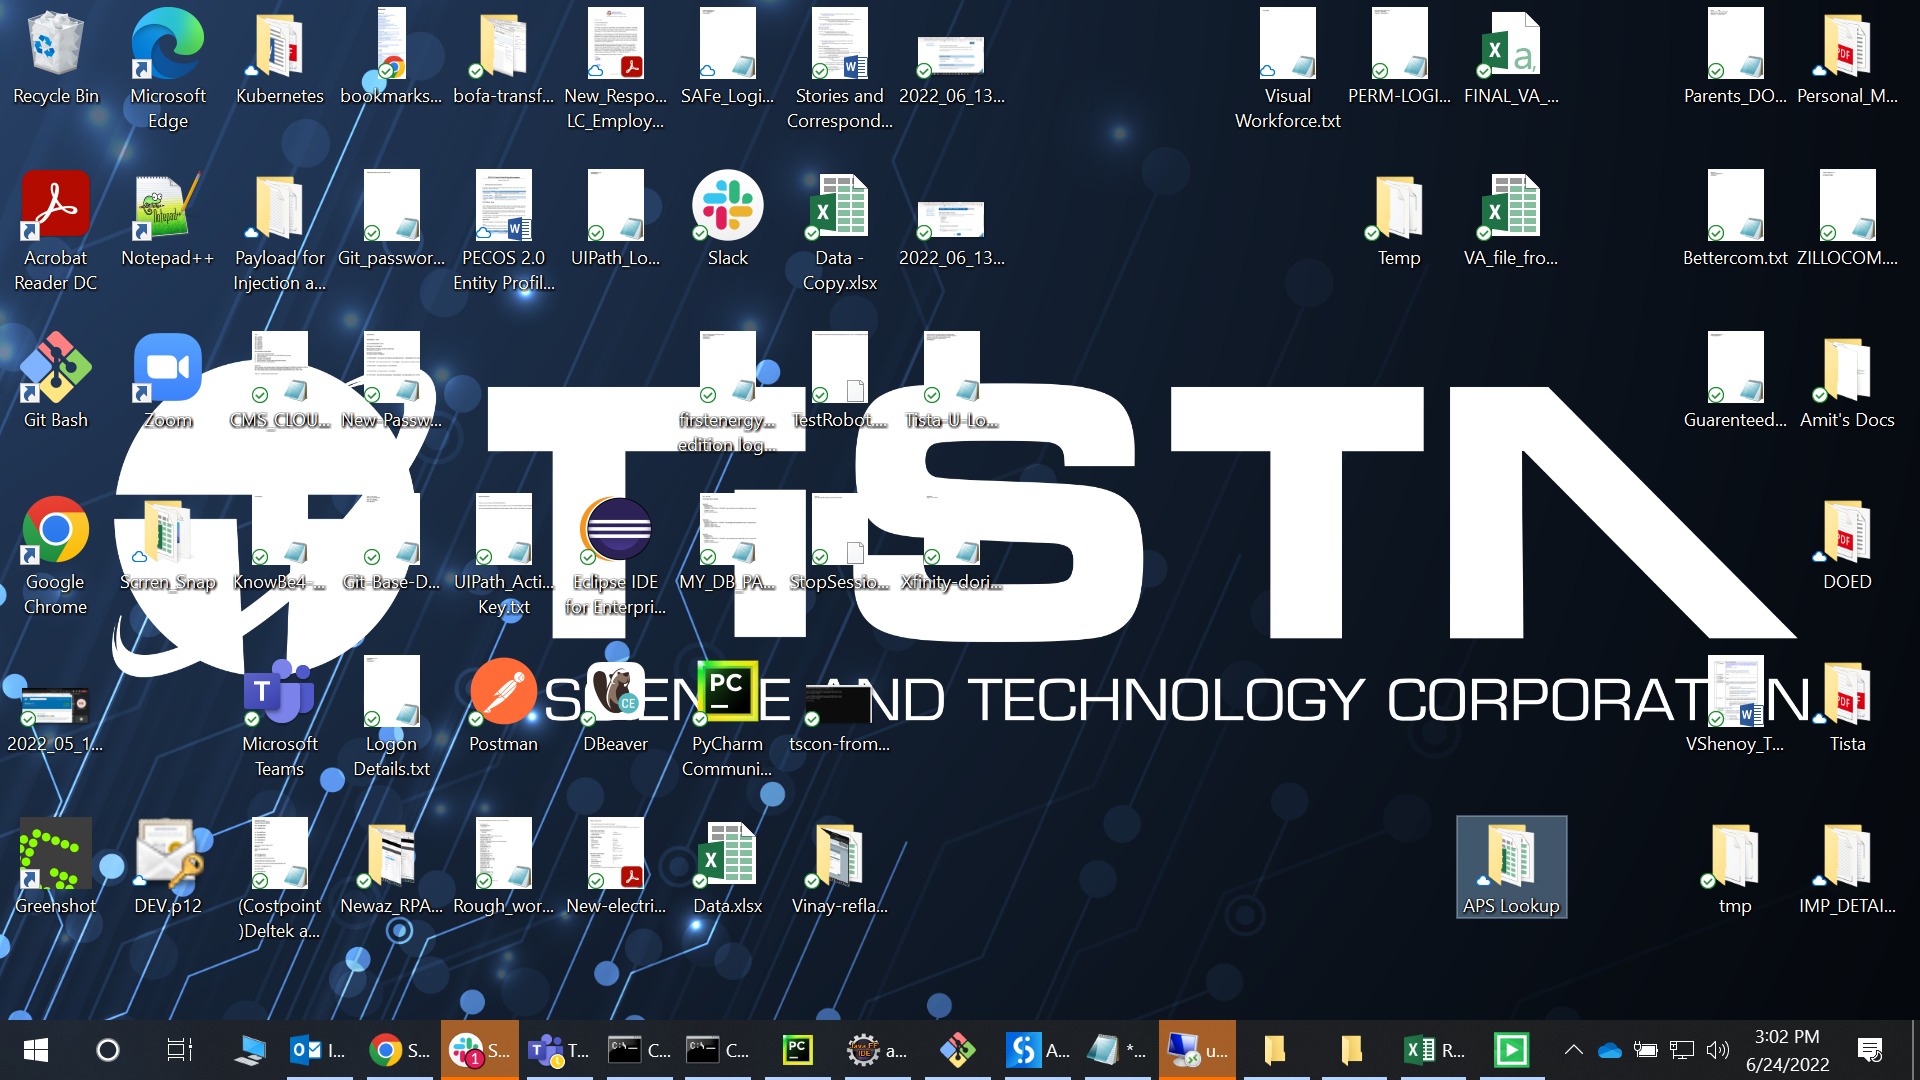 Recycle Bin
Microsoft
Edge
Kubernetes
bookmarks...
bofa-transf...
New_Respo...
LC_Employ...
SAFe_Logi...
Stories and
Correspond...
2022_06_13...
Visual
Workforce.txt
PERM-LOGI...
FINAL_VA_...
Parents_DO...
Personal_M...
Acrobat
Reader DC
Notepad++
Payload for
Injection a...
Git_passwor...
PECOS 2.0
Entity Profil...
UIPath_Lo...
Slack
Data -
Copy.xlsx
2022_06_13...
Temp
VA_file_fro...
Bettercom.txt
ZILLOCOM....
Git Bash
Zoom
CMS_CLOU...
New-Passw...
firstenergy...
edition log...
TestRobot....
Tista-U-Lo...
Guarenteed...
Amit's Docs
TiSTA
Google
Chrome
Scrren_Snap
KnowBe4-...
Git-Base-D...
UIPath_Acti...
Key.txt
Eclipse IDE
for Enterpri...
MY_DB_PA...
StopSessio...
Xfinity-dori...
DOED
SCIENCE AND TECHNOLOGY CORPORATION
2022_05_1...
Microsoft
Teams
Logon
Details.txt
Postman
DBeaver
PyCharm
Communi...
tscon-from...
VShenoy_T...
Tista
Greenshot
DEV.p12
(Costpoint
)Deltek a...
Newaz_RPA...
Rough_wor...
New-electri...
Data.xlsx
Vinay-refla...
APS Lookup
tmp
IMP_DETAI...
I...
S...
1
S...
T...
C...
C...
PC
a...
A...
*...
u...
R...
3:02 PM
6/24/2022